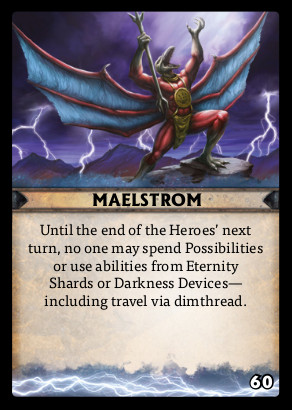 MAELSTROM
Until the end of the Heroes’ next
turn, no one may spend Possibilities
or use abilities from Eternity
Shards or Darkness Devices—
including travel via dimthread.
60